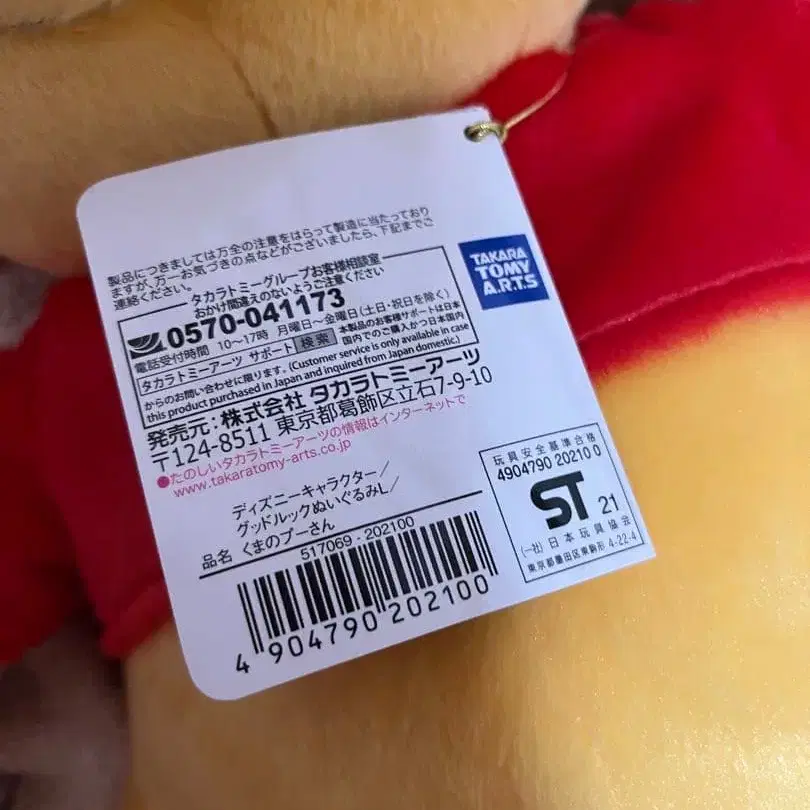 製品につきましては万全の注意をはらって製造に当たっており
ますが、万一お気づきの点などがございましたら、下記までご
連絡ください。
タカラトミーグループお客様相談室
おかけ間違えのないようご注意ください
0570-041173
電話受付時間 10〜17時 月曜日〜金曜日(土日・祝日を除く)
タカラトミーアーツ サポート 検索
本製品のお客様サポートは日本
国内でのご購入かつ日本国内
からのお問い合わせに限ります。(Customer service is only available in case
this product purchased in Japan and inquired from Japan domestic.)
発売元:株式会社 タカラトミーアーツ
〒124-8511 東京都葛飾区立石7-9-10
●たのしいタカラトミーアーツの情報はインターネットで
www.takaratomy-arts.co.jp
TAKARA
TOMY
A.R.T.S
ディズニーキャラクター/
グッドルックぬいぐるみL/
品名 くまのプーさん
517069-202100
4 904790 202100
玩具安全基準合格
4904790 20210 0
ST 21
(一社)日本玩具協会
東京都墨田区東駒形 4-22-4